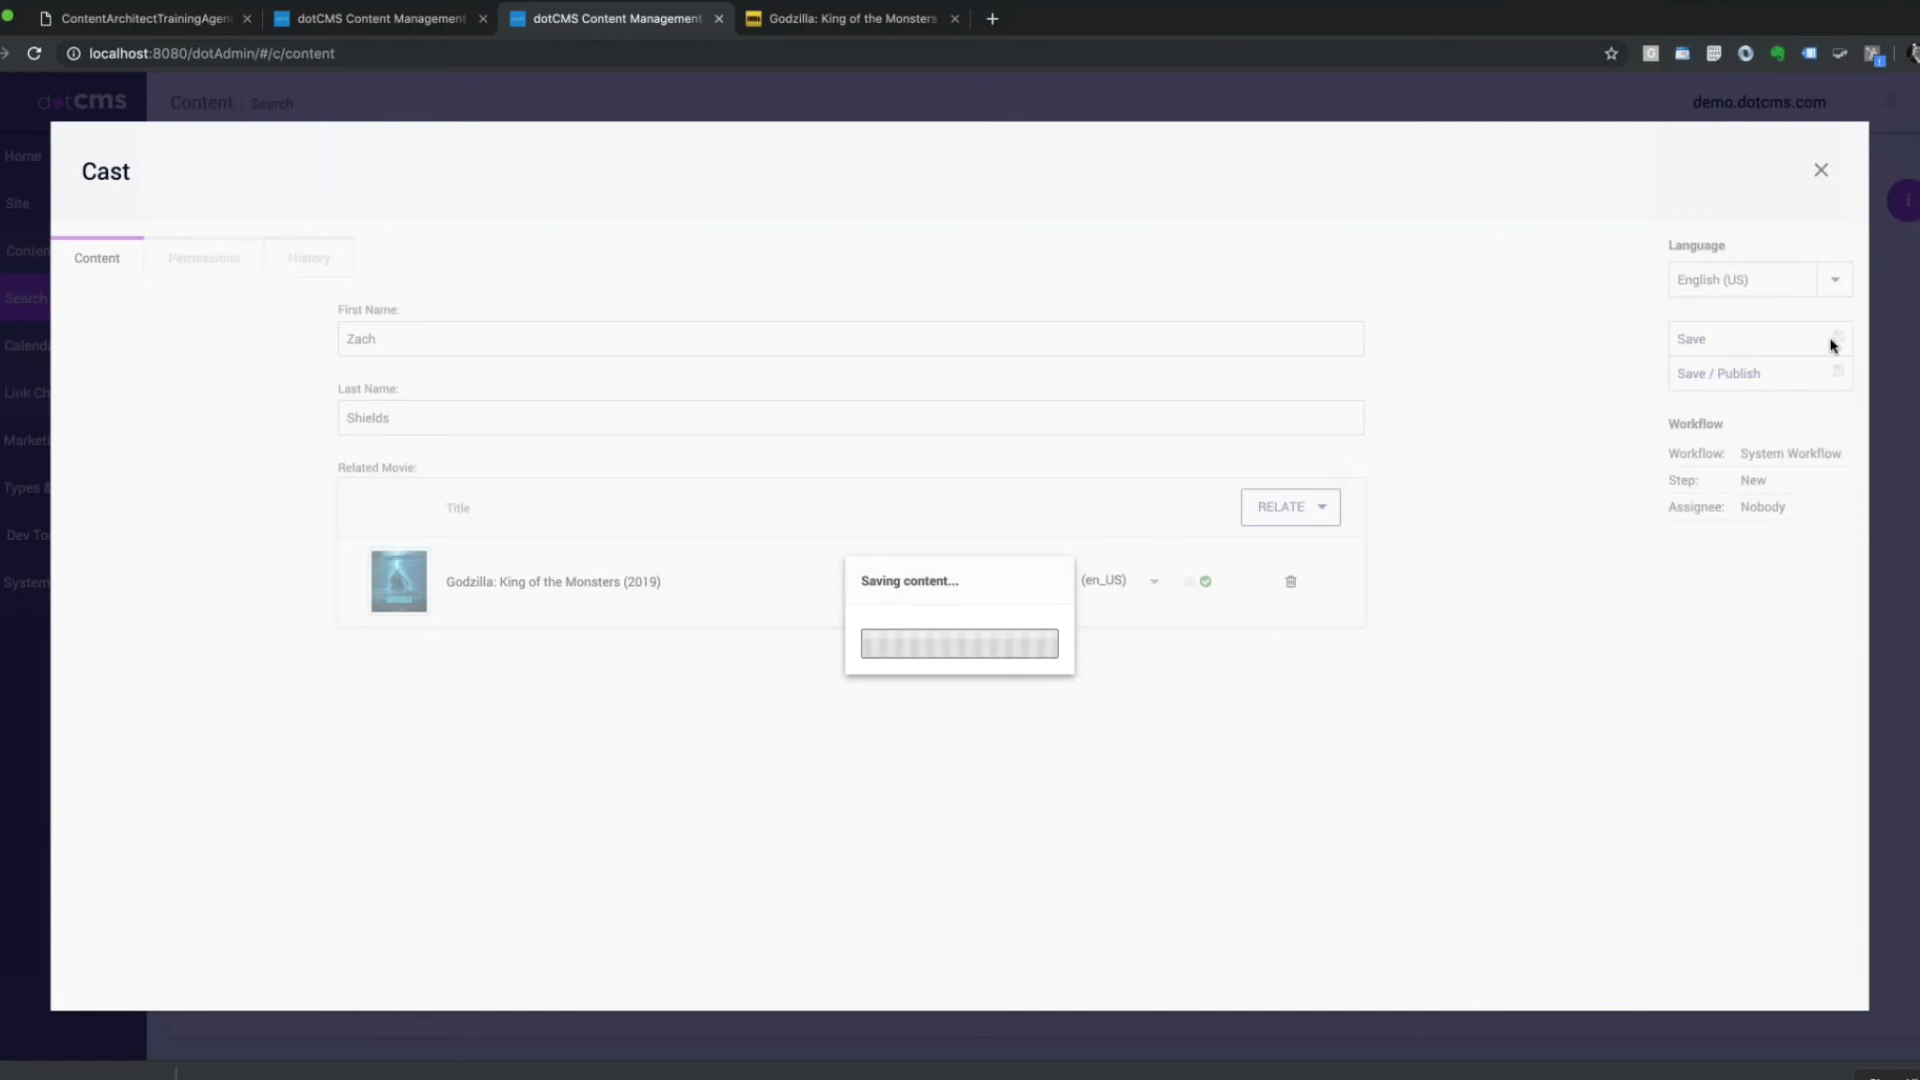 ContentArchitectTrainingAgen
dotCMS Content Management
dotCMS Content Management
Godzilla: King of the Monsters
localhost:8080/dotAdmin/#/c/content
dotCMS
Content
Search
demo.dotcms.com
Home
Site
Conten
Search
Calenda
Link Ch
Marketi
Types &
Dev To
System
Cast
Content
Permissions
History
First Name:
Zach
Last Name:
Shields
Related Movie:
Title
RELATE
Godzilla: King of the Monsters (2019)
(en_US)
Saving content...
Language
English (US)
Save
Save / Publish
Workflow
Workflow: System Workflow
Step: New
Assignee: Nobody